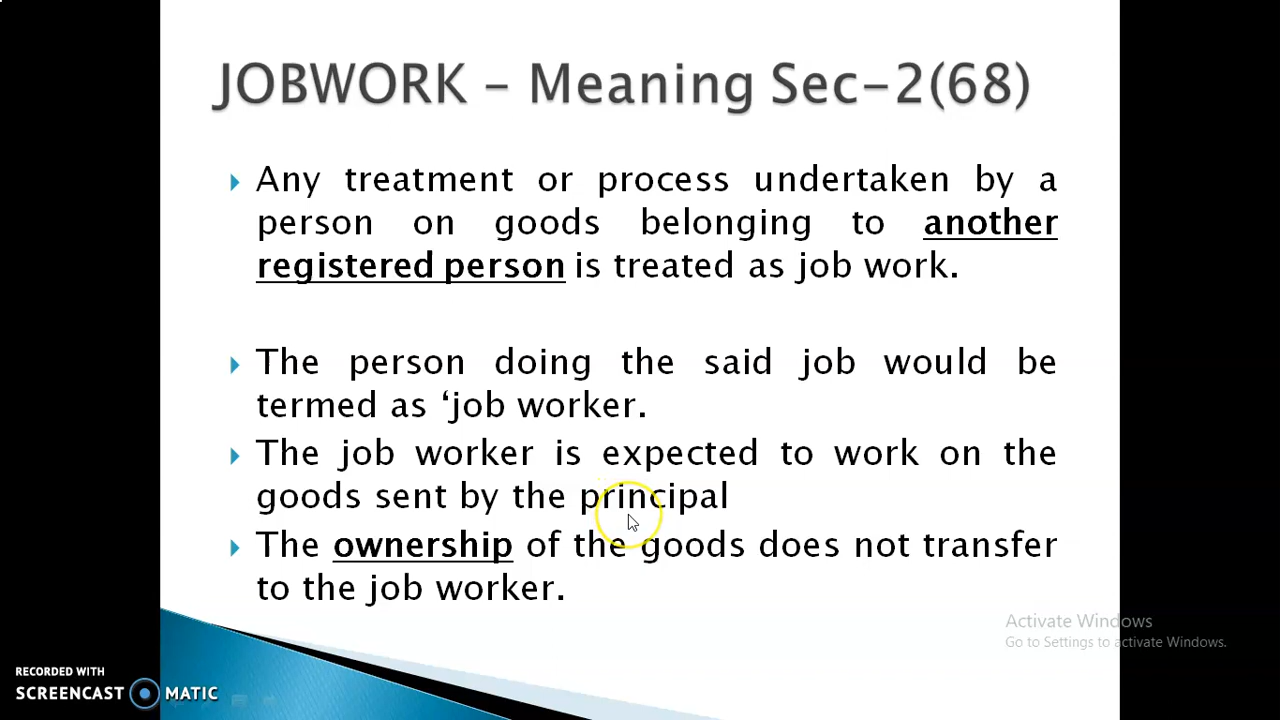 JOBWORK – Meaning Sec-2(68)
Any treatment or process undertaken by a
person on goods belonging to another
registered person is treated as job work.
The person doing the said job would be
termed as ‘job worker.
The job worker is expected to work on the
goods sent by the principal
The ownership of the goods does not transfer
to the job worker.
Activate Windows
Go to Settings to activate Windows.
RECORDED WITH
SCREENCAST MATIC